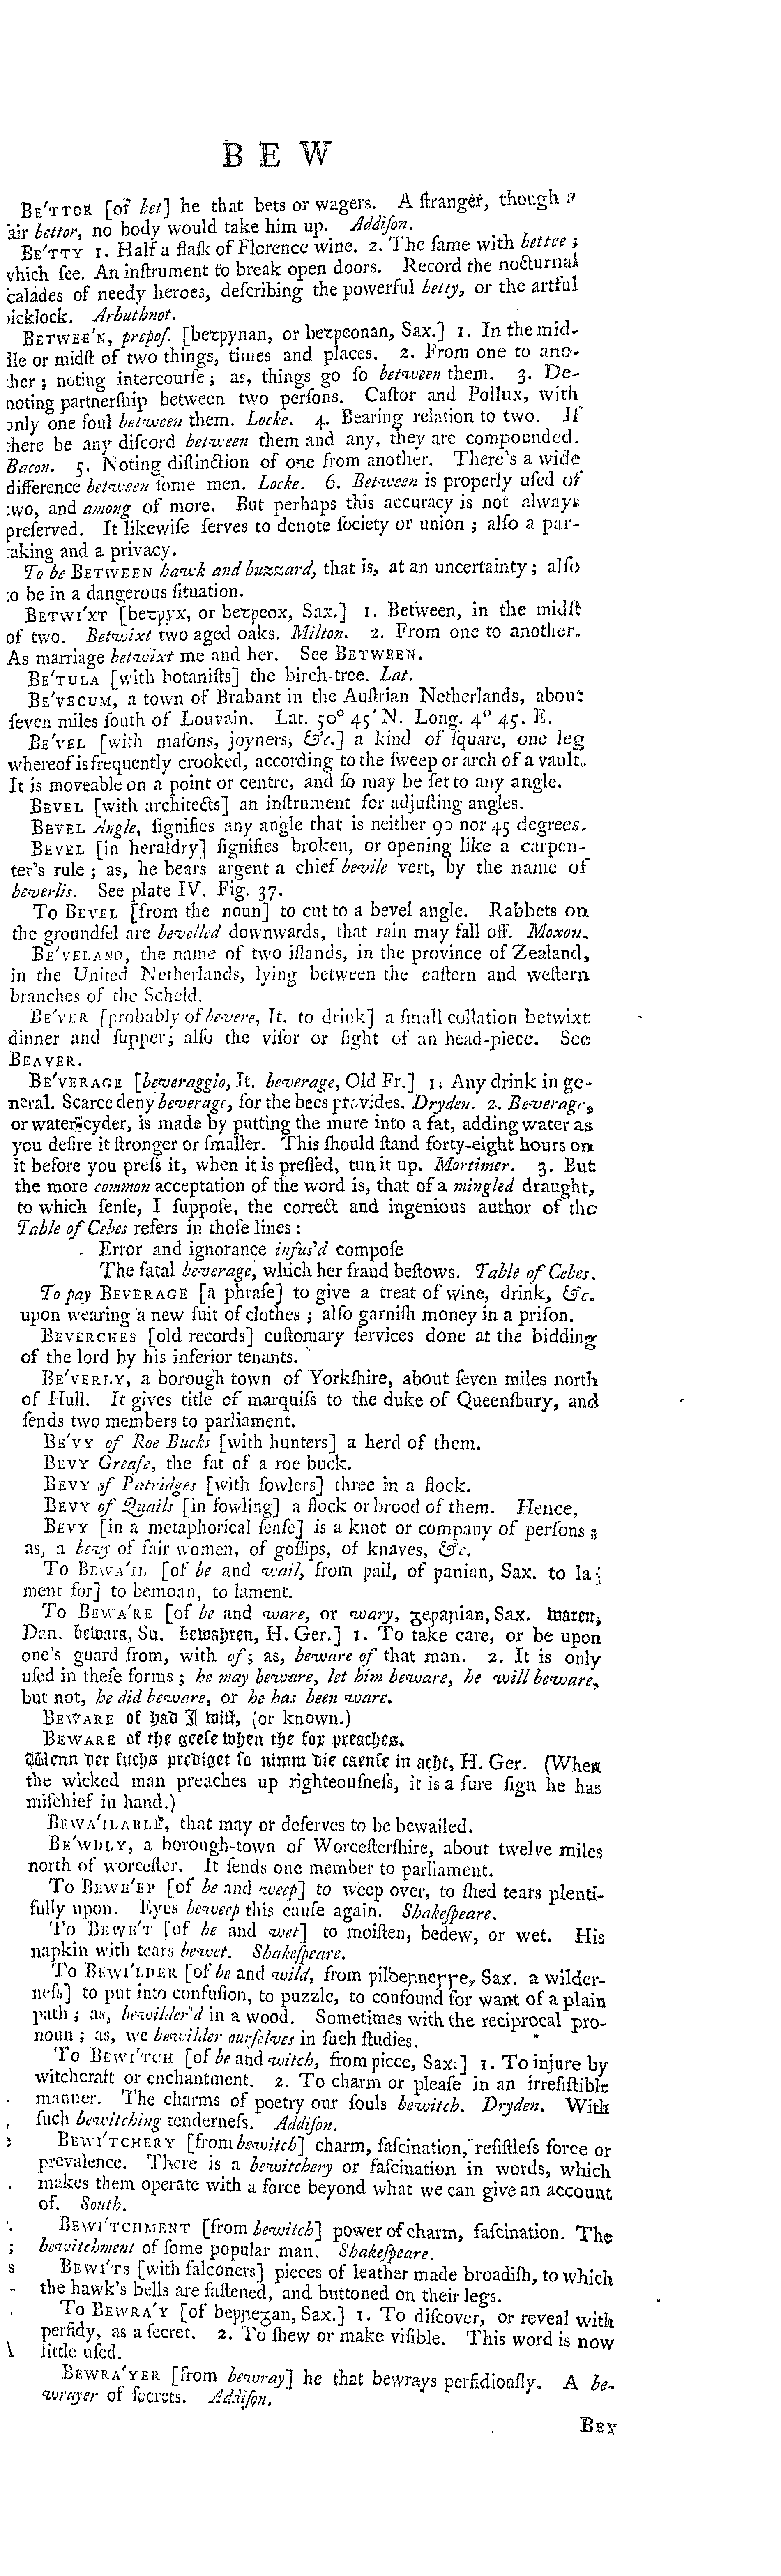 B E W
BE'TTOR [of bet] he that bets or wagers. A ſtranger, though a
air bettor, no body would take him up. Addiſon.
BE'TTY 1. Half a flaſk of Florence wine. 2. The ſame with bettee;
vhich ſee. An inſtrument to break open doors. Record the nocturnal
calades of needy heroes, deſcribing the powerful betty, or the artful
picklock. Arbuthnot.
BETWEE'N, prepoſ. [betƿynan, or betƿeonan, Sax.] 1. In the mid-
lle or midſt of two things, times and places. 2. From one to ano-
ther; noting intercourſe; as, things go ſo between them. 3. De-
noting partnerſhip between two perſons. Caſtor and Pollux, with
only one ſoul between them. Locke. 4. Bearing relation to two. If
there be any diſcord between them and any, they are compounded.
Bacon. 5. Noting diſtinction of one from another. There's a wide
difference between ſome men. Locke. 6. Between is properly uſed of
two, and among of more. But perhaps this accuracy is not always
preſerved. It likewiſe ſerves to denote ſociety or union; alſo a par-
taking and a privacy.
To be BETWEEN hawk and buzzard, that is, at an uncertainty; alſo
to be in a dangerous ſituation.
BETWI'XT [betƿyx, or betƿeox, Sax.] 1. Between, in the midſt
of two. Betwixt two aged oaks. Milton. 2. From one to another.
As marriage betwixt me and her. See BETWEEN.
BE'TULA [with botaniſts] the birch-tree. Lat.
BE'VECUM, a town of Brabant in the Auſtrian Netherlands, about
ſeven miles ſouth of Louvain. Lat. 50° 45' N. Long. 4° 45. E.
BE'VEL [with maſons, joyners, &c.] a kind of ſquare, one leg
whereof is frequently crooked, according to the ſweep or arch of a vault.
It is moveable on a point or centre, and ſo may be ſet to any angle.
BEVEL [with architects] an inſtrument for adjuſting angles.
BEVEL Angle, ſignifies any angle that is neither 90 nor 45 degrees.
BEVEL [in heraldry] ſignifies broken, or opening like a carpen-
ter's rule; as, he bears argent a chief bevile vert, by the name of
beverlis. See plate IV. Fig. 37.
To BEVEL [from the noun] to cut to a bevel angle. Rabbets on
the groundſel are bevelled downwards, that rain may fall off. Moxon.
BE'VELAND, the name of two iſlands, in the province of Zealand,
in the United Netherlands, lying between the eaſtern and weſtern
branches of the Scheld.
BE'VER [probably of bevere, It. to drink] a ſmall collation betwixt
dinner and ſupper; alſo the viſor or ſight of an head-piece. See
BEAVER.
BE'VERAGE [beveraggio, It. beverage, Old Fr.] 1. Any drink in ge-
neral. Scarce deny beverage, for the bees provides. Dryden. 2. Beverage,
or water-cyder, is made by putting the mure into a fat, adding water as
you deſire it ſtronger or ſmaller. This ſhould ſtand forty-eight hours on
it before you preſs it, when it is preſſed, tun it up. Mortimer. 3. But
the more common acceptation of the word is, that of a mingled draught,
to which ſenſe, I ſuppoſe, the correct and ingenious author of the
Table of Cebes refers in thoſe lines:
Error and ignorance infus'd compoſe
The fatal beverage, which her fraud beſtows. Table of Cebes.
To pay BEVERAGE [a phraſe] to give a treat of wine, drink, &c.
upon wearing a new ſuit of clothes; alſo garniſh money in a priſon.
BEVERCHES [old records] cuſtomary ſervices done at the bidding
of the lord by his inferior tenants.
BE'VERLY, a borough town of Yorkſhire, about ſeven miles north
of Hull. It gives title of marquiſs to the duke of Queenſbury, and
ſends two members to parliament.
BE'VY of Roe Bucks [with hunters] a herd of them.
BEVY Greaſe, the fat of a roe buck.
BEVY of Patridges [with fowlers] three in a flock.
BEVY of Quails [in fowling] a flock or brood of them. Hence,
BEVY [in a metaphorical ſenſe] is a knot or company of perſons;
as, a bevy of fair women, of goſſips, of knaves, &c.
To BEWA'IL [of be and wail, from pail, of panian, Sax. to la-
ment for] to bemoan, to lament.
To BEWA'RE [of be and ware, or wary, gepanian, Sax. waren,
Dan. bewara, Su. bewahren, H. Ger.] 1. To take care, or be upon
one's guard from, with of; as, beware of that man. 2. It is only
uſed in theſe forms; he may beware, let him beware, he will beware,
but not, he did beware, or he has been ware.
BEWARE of had I wiſt, (or known.)
BEWARE of the geeſe when the fox preaches.
Wenn der fuchs prediget ſo nimm die caenſe in acht, H. Ger. (When
the wicked man preaches up righteouſneſs, it is a ſure ſign he has
miſchief in hand.)
BEWA'ILABLE, that may or deſerves to be bewailed.
BE'WDLY, a borough-town of Worceſterſhire, about twelve miles
north of worceſter. It ſends one member to parliament.
To BEWE'EP [of be and weep] to weep over, to ſhed tears plenti-
fully upon. Eyes beweep this cauſe again. Shakeſpeare.
To BEWE'T [of be and wet] to moiſten, bedew, or wet. His
napkin with tears bewet. Shakeſpeare.
To BEWI'LDER [of be and wild, from pildeꞃneꞃꞃe, Sax. a wilder-
neſs] to put into confuſion, to puzzle, to confound for want of a plain
path; as, bewilder'd in a wood. Sometimes with the reciprocal pro-
noun; as, we bewilder ourſelves in ſuch ſtudies.
To BEWI'TCH [of be and witch, from picce, Sax.] 1. To injure by
witchcraft or enchantment. 2. To charm or pleaſe in an irreſiſtible
manner. The charms of poetry our ſouls bewitch. Dryden. With
ſuch bewitching tenderneſs. Addiſon.
BEWI'TCHERY [from bewitch] charm, faſcination, reſiſtleſs force or
prevalence. There is a bewitchery or faſcination in words, which
makes them operate with a force beyond what we can give an account
of. South.
BEWI'TCHMENT [from bewitch] power of charm, faſcination. The
bewitchment of ſome popular man. Shakeſpeare.
BEWI'TS [with falconers] pieces of leather made broadiſh, to which
the hawk's bells are faſtened, and buttoned on their legs.
To BEWRA'Y [of beppegan, Sax.] 1. To diſcover, or reveal with
perfidy, as a ſecret. 2. To ſhew or make viſible. This word is now
little uſed.
BEWRA'YER [from bewray] he that bewrays perfidiouſly. A be-
wrayer of ſecrets. Addiſon.
BEY